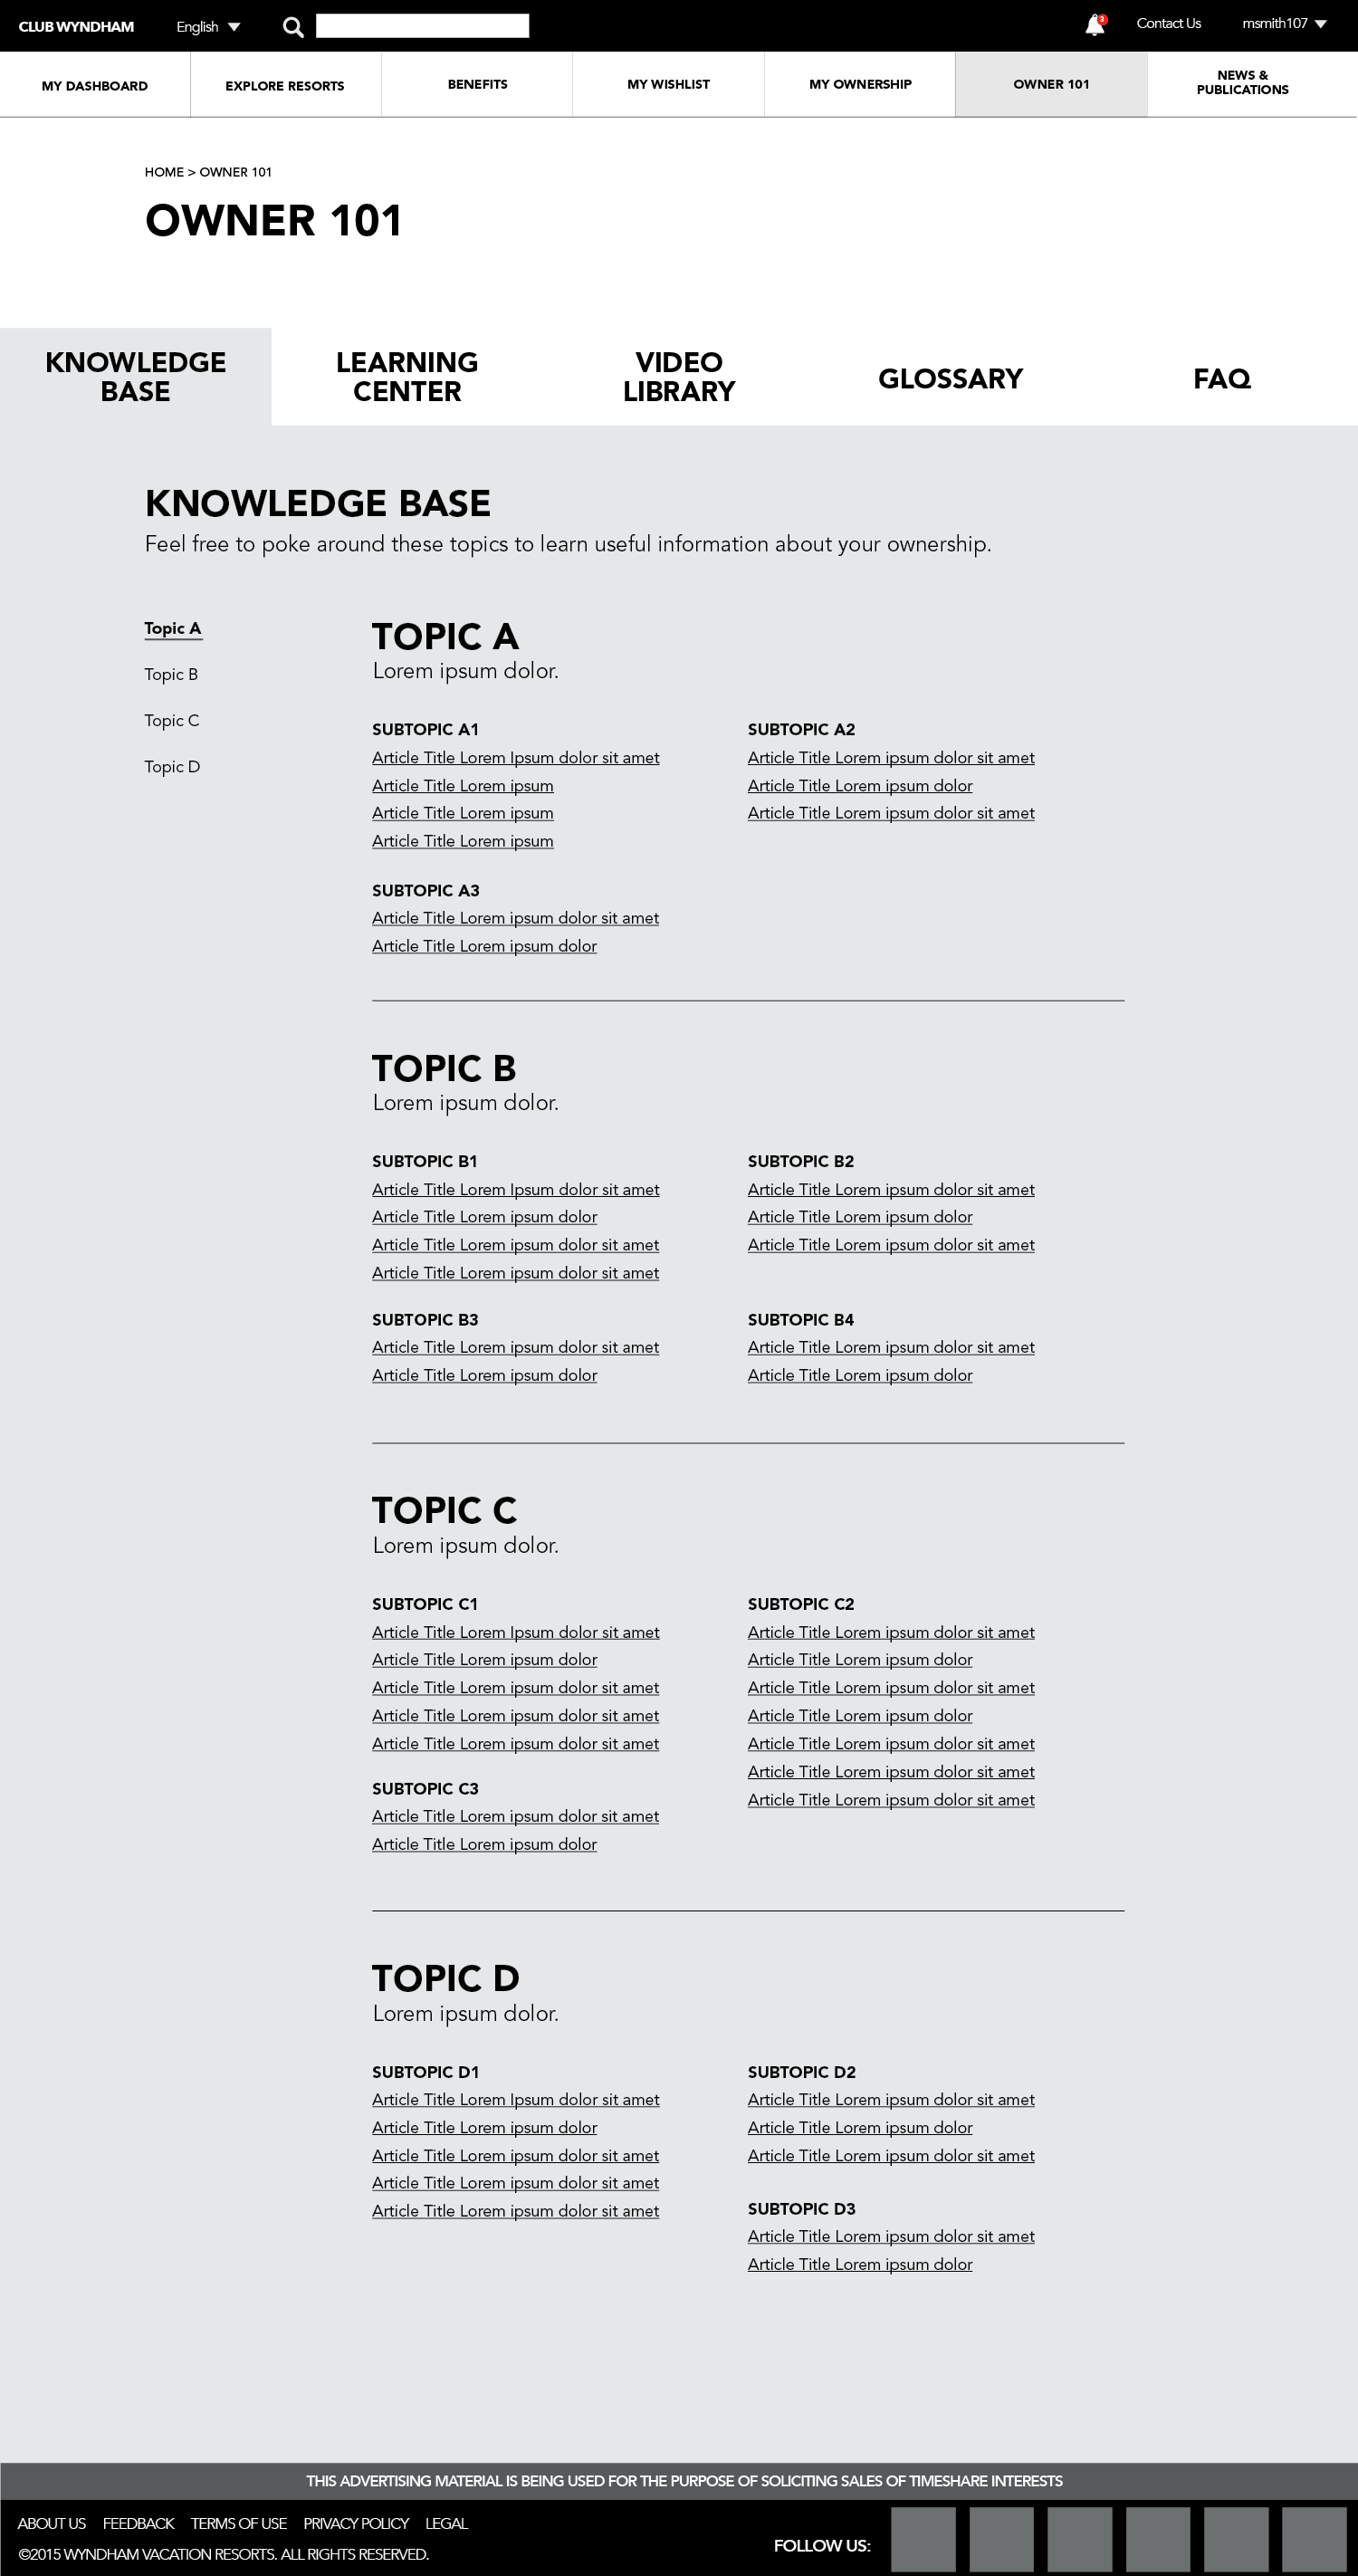 CLUB WYNDHAM English 3 Contact Us msmith107
MY DASHBOARD EXPLORE RESORTS BENEFITS MY WISHLIST MY OWNERSHIP OWNER 101 NEWS &
PUBLICATIONS
HOME > OWNER 101
OWNER 101
KNOWLEDGE
BASE
LEARNING
CENTER
VIDEO
LIBRARY
GLOSSARY
FAQ
KNOWLEDGE BASE
Feel free to poke around these topics to learn useful information about your ownership.
Topic A
Topic B
Topic C
Topic D
TOPIC A
Lorem ipsum dolor.
SUBTOPIC A1
Article Title Lorem Ipsum dolor sit amet
Article Title Lorem ipsum
Article Title Lorem ipsum
Article Title Lorem ipsum
SUBTOPIC A2
Article Title Lorem ipsum dolor sit amet
Article Title Lorem ipsum dolor
Article Title Lorem ipsum dolor sit amet
SUBTOPIC A3
Article Title Lorem ipsum dolor sit amet
Article Title Lorem ipsum dolor
TOPIC B
Lorem ipsum dolor.
SUBTOPIC B1
Article Title Lorem Ipsum dolor sit amet
Article Title Lorem ipsum dolor
Article Title Lorem ipsum dolor sit amet
Article Title Lorem ipsum dolor sit amet
SUBTOPIC B2
Article Title Lorem ipsum dolor sit amet
Article Title Lorem ipsum dolor
Article Title Lorem ipsum dolor sit amet
SUBTOPIC B3
Article Title Lorem ipsum dolor sit amet
Article Title Lorem ipsum dolor
SUBTOPIC B4
Article Title Lorem ipsum dolor sit amet
Article Title Lorem ipsum dolor
TOPIC C
Lorem ipsum dolor.
SUBTOPIC C1
Article Title Lorem Ipsum dolor sit amet
Article Title Lorem ipsum dolor
Article Title Lorem ipsum dolor sit amet
Article Title Lorem ipsum dolor sit amet
Article Title Lorem ipsum dolor sit amet
SUBTOPIC C2
Article Title Lorem ipsum dolor sit amet
Article Title Lorem ipsum dolor
Article Title Lorem ipsum dolor sit amet
Article Title Lorem ipsum dolor
Article Title Lorem ipsum dolor sit amet
Article Title Lorem ipsum dolor sit amet
Article Title Lorem ipsum dolor sit amet
SUBTOPIC C3
Article Title Lorem ipsum dolor sit amet
Article Title Lorem ipsum dolor
TOPIC D
Lorem ipsum dolor.
SUBTOPIC D1
Article Title Lorem Ipsum dolor sit amet
Article Title Lorem ipsum dolor
Article Title Lorem ipsum dolor sit amet
Article Title Lorem ipsum dolor sit amet
Article Title Lorem ipsum dolor sit amet
SUBTOPIC D2
Article Title Lorem ipsum dolor sit amet
Article Title Lorem ipsum dolor
Article Title Lorem ipsum dolor sit amet
SUBTOPIC D3
Article Title Lorem ipsum dolor sit amet
Article Title Lorem ipsum dolor
THIS ADVERTISING MATERIAL IS BEING USED FOR THE PURPOSE OF SOLICITING SALES OF TIMESHARE INTERESTS
ABOUT US FEEDBACK TERMS OF USE PRIVACY POLICY LEGAL
©2015 WYNDHAM VACATION RESORTS. ALL RIGHTS RESERVED.
FOLLOW US: